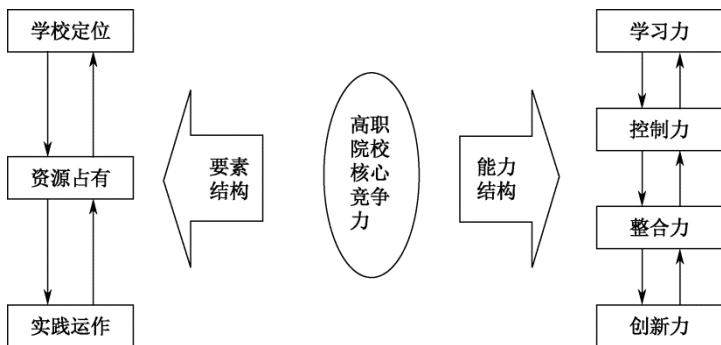 学校定位
资源占有
实践运作
要素
结构
高职
院校
核心
竞争
力
能力
结构
学习力
控制力
整合力
创新力